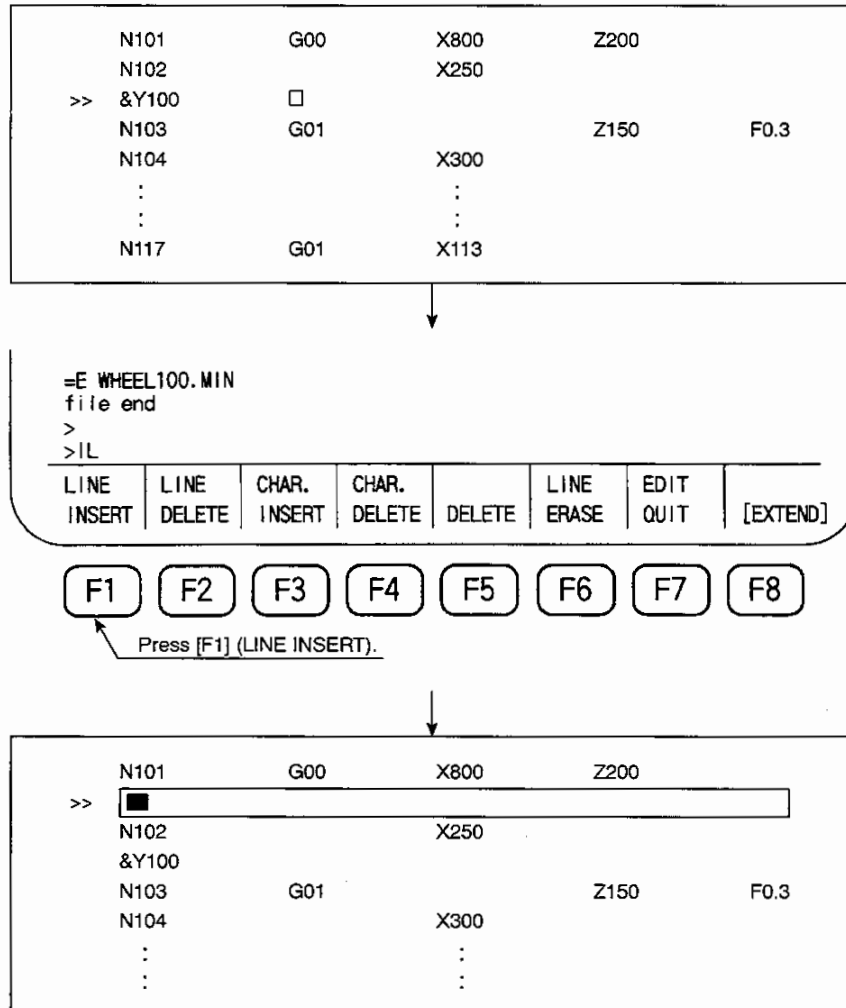 N101 G00 X800 Z200
N102 X250
>> &Y100 □
N103 G01 Z150 F0.3
N104 X300
: :
: :
N117 G01 X113
=E WHEEL100.MIN
file end
>
>IL
LINE INSERT LINE DELETE CHAR. INSERT CHAR. DELETE DELETE LINE ERASE EDIT QUIT [EXTEND]
F1 F2 F3 F4 F5 F6 F7 F8
Press [F1] (LINE INSERT).
N101 G00 X800 Z200
>> ■
N102 X250
&Y100
N103 G01 Z150 F0.3
N104 X300
: :
: :